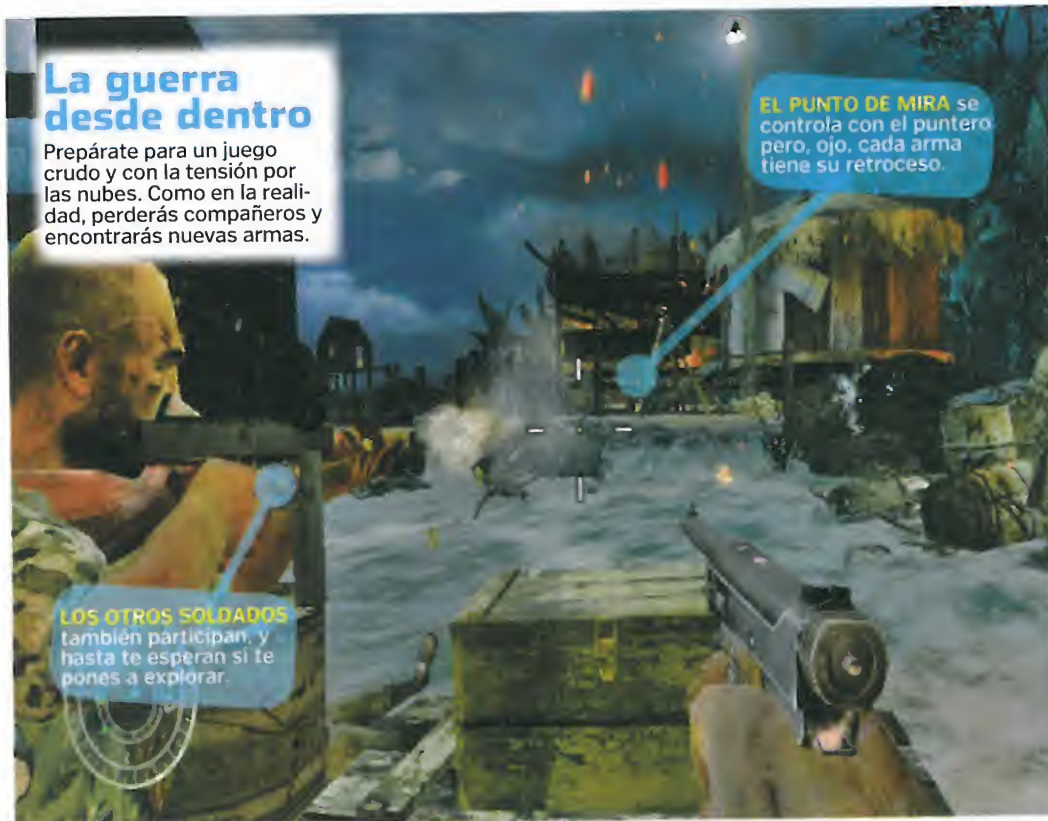 La guerra
desde dentro
Prepárate para un juego
crudo y con la tensión por
las nubes. Como en la reali-
dad, perderás compañeros y
encontrarás nuevas armas.
EL PUNTO DE MIRA se
controla con el puntero
pero, ojo, cada arma
tiene su retroceso.
LOS OTROS SOLDADOS
también participan, y
hasta te esperan si te
pones a explorar.